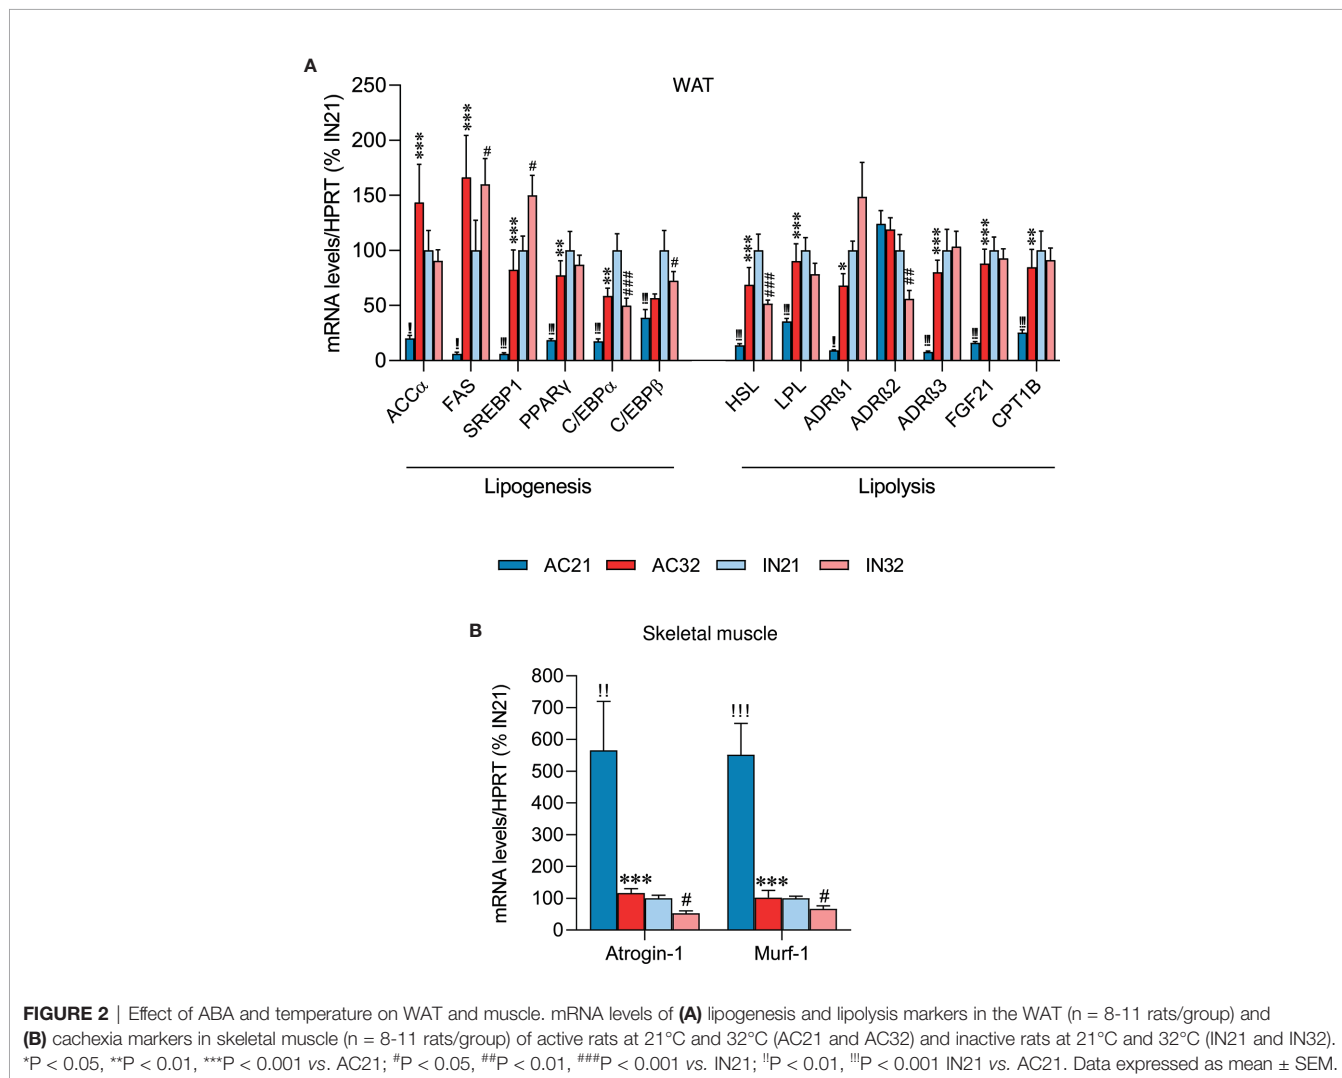 A
WAT
mRNA levels/HPRT (% IN21)
250
200
150
100
50
0
! *** ! *** # !!! *** # !!! ** !!! ** ### !!! # !!! *** ### !!! *** ! * ## !!! *** !!! *** !!! **
ACCα FAS SREBP1 PPARγ C/EBPα C/EBPβ HSL LPL ADRß1 ADRß2 ADRß3 FGF21 CPT1B
Lipogenesis Lipolysis
AC21 AC32 IN21 IN32
B
Skeletal muscle
mRNA levels/HPRT (% IN21)
800
700
600
500
400
300
200
100
0
!! *** # !!! *** #
Atrogin-1 Murf-1
FIGURE 2 | Effect of ABA and temperature on WAT and muscle. mRNA levels of (A) lipogenesis and lipolysis markers in the WAT (n = 8-11 rats/group) and
(B) cachexia markers in skeletal muscle (n = 8-11 rats/group) of active rats at 21°C and 32°C (AC21 and AC32) and inactive rats at 21°C and 32°C (IN21 and IN32).
*P < 0.05, **P < 0.01, ***P < 0.001 vs. AC21; #P < 0.05, ##P < 0.01, ###P < 0.001 vs. IN21; !!P < 0.01, !!!P < 0.001 IN21 vs. AC21. Data expressed as mean ± SEM.